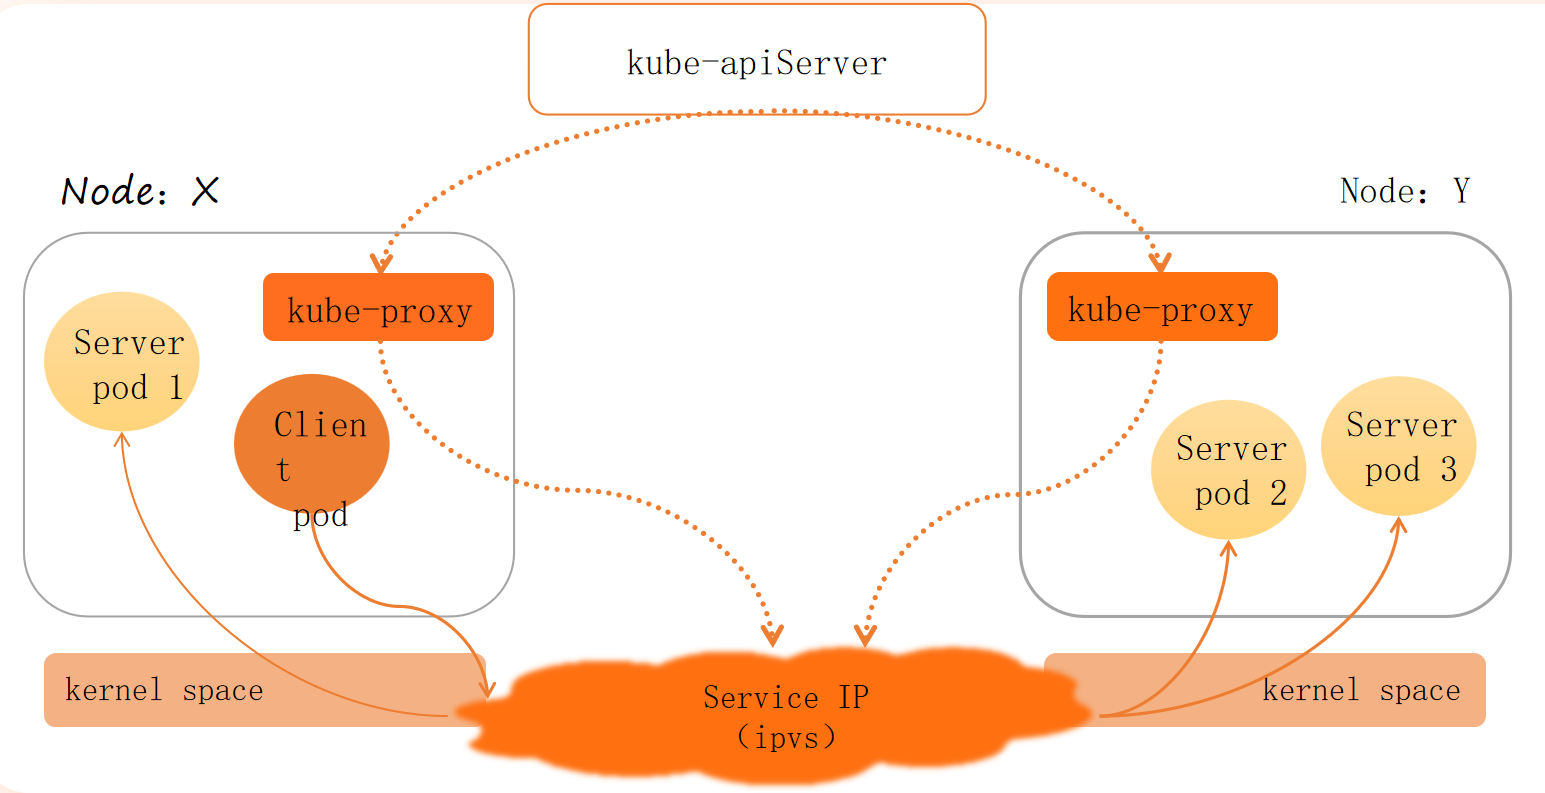 kube-apiServer
Node：X
Node：Y
kube-proxy
kube-proxy
Server
pod 1
Clien
t
pod
Server
pod 2
Server
pod 3
kernel space
Service IP
（ipvs）
kernel space